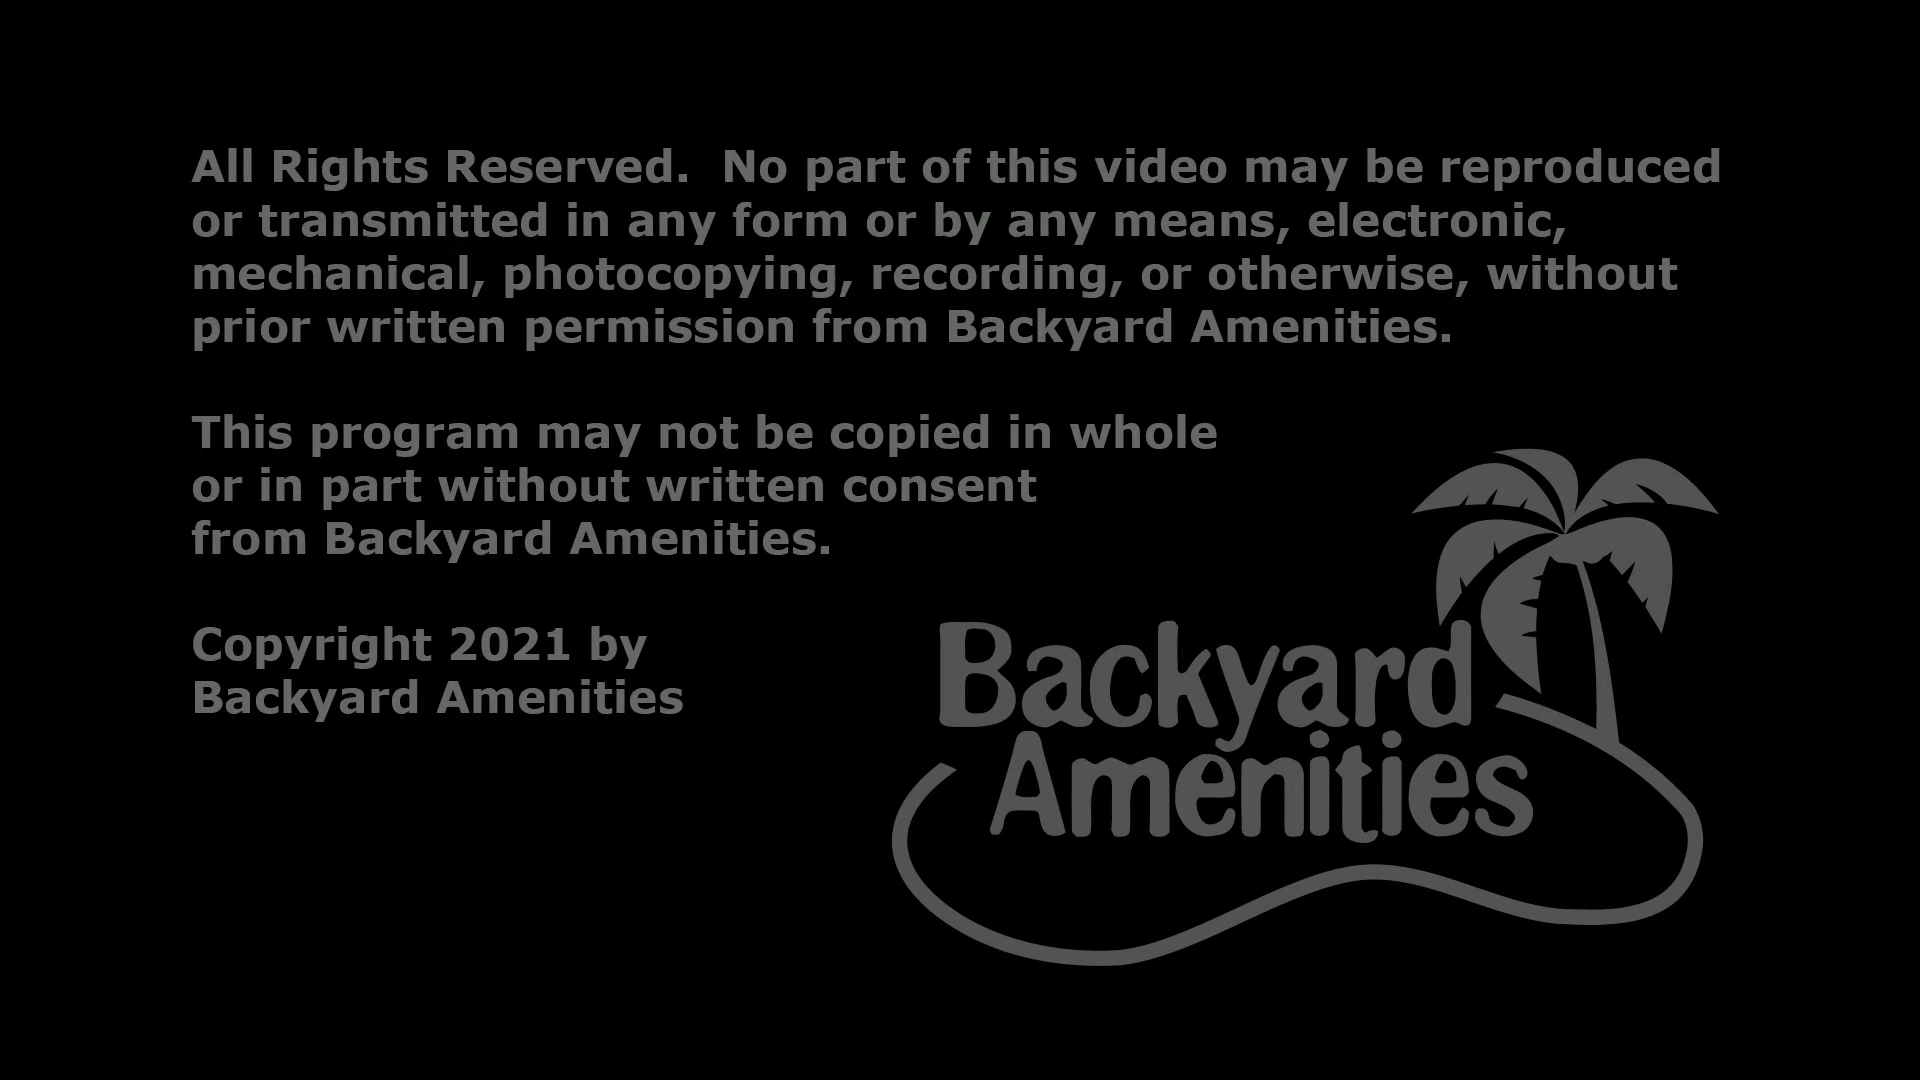 All Rights Reserved.  No part of this video may be reproduced
or transmitted in any form or by any means, electronic,
mechanical, photocopying, recording, or otherwise, without
prior written permission from Backyard Amenities.
This program may not be copied in whole
or in part without written consent
from Backyard Amenities.
Copyright 2021 by
Backyard Amenities
Backyard
Amenities